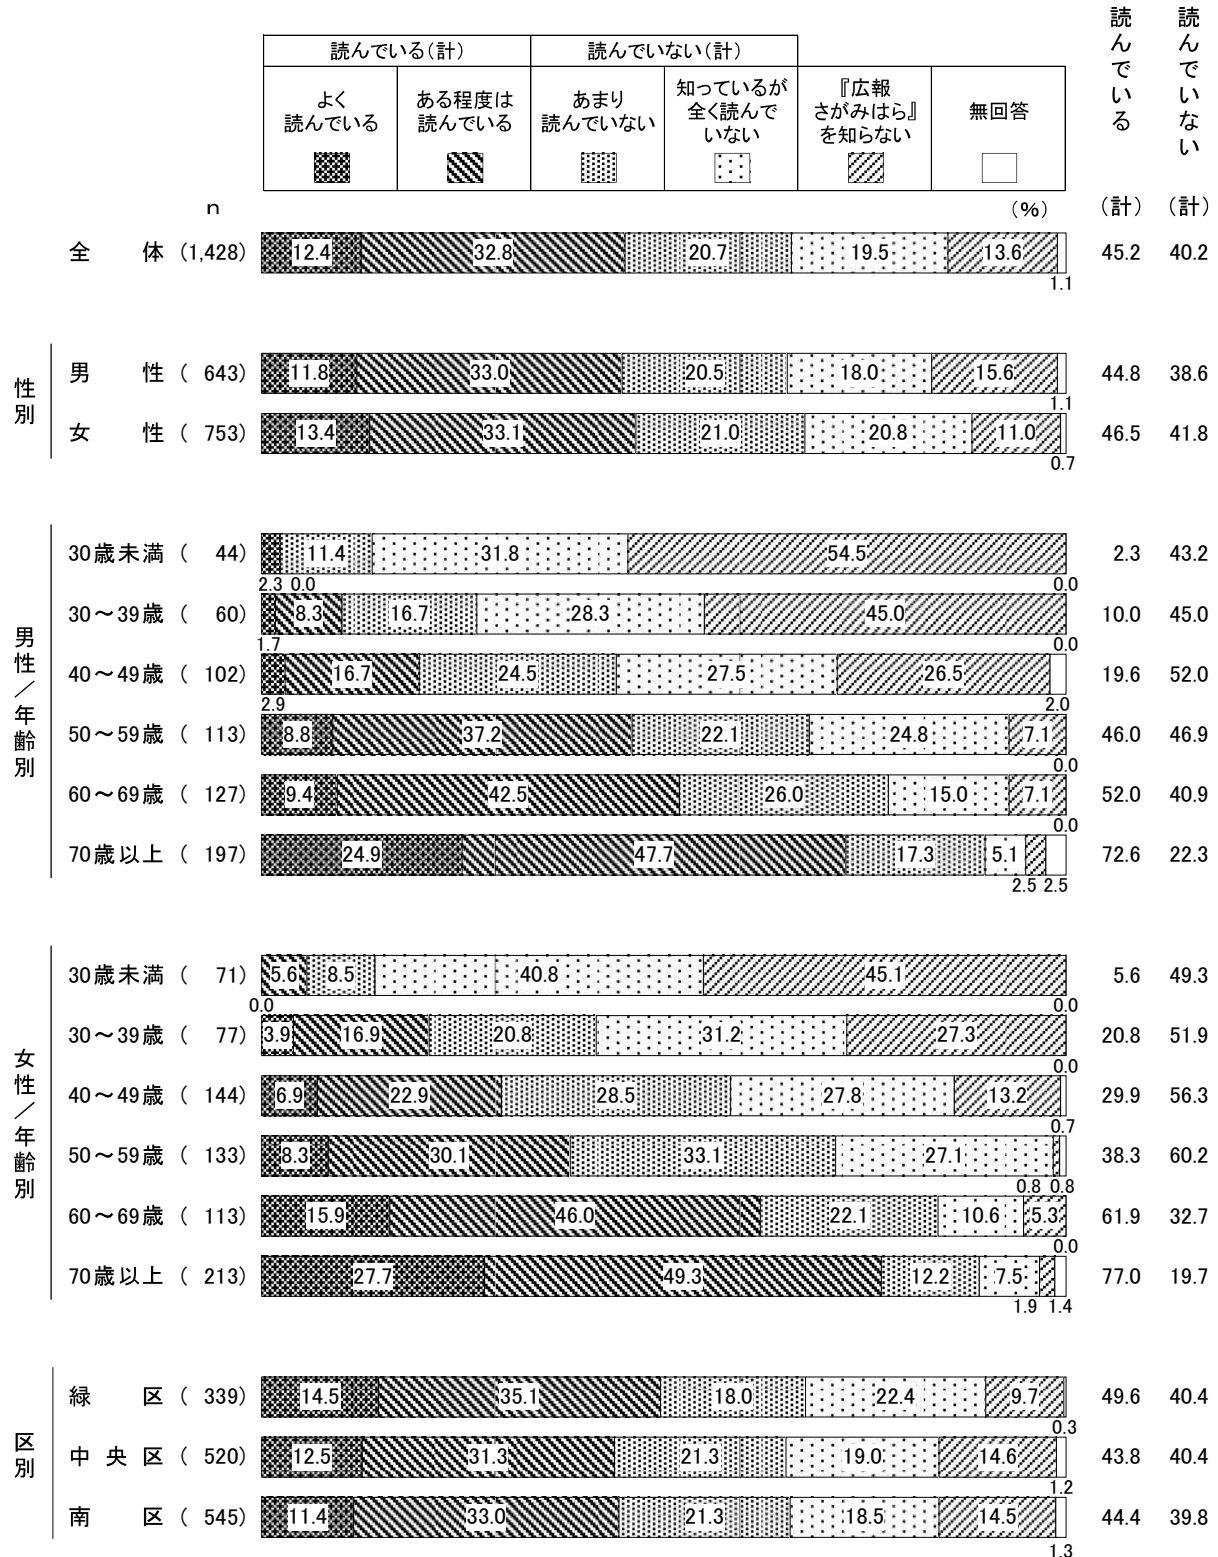 読んでいる(計) 読んでいない(計)
よく
読んでいる
ある程度は
読んでいる
あまり
読んでいない
知っているが
全く読んで
いない
『広報
さがみはら』
を知らない
無回答
読んでいる
(計)
読んでいない
(計)
n (%)
全体 (1,428) 12.4 32.8 20.7 19.5 13.6 1.1 45.2 40.2
性別
男性 ( 643) 11.8 33.0 20.5 18.0 15.6 1.1 44.8 38.6
女性 ( 753) 13.4 33.1 21.0 20.8 11.0 0.7 46.5 41.8
男性/年齢別
30歳未満 ( 44) 2.3 0.0 11.4 31.8 54.5 0.0 2.3 43.2
30~39歳 ( 60) 1.7 8.3 16.7 28.3 45.0 0.0 10.0 45.0
40~49歳 ( 102) 2.9 16.7 24.5 27.5 26.5 2.0 19.6 52.0
50~59歳 ( 113) 8.8 37.2 22.1 24.8 7.1 0.0 46.0 46.9
60~69歳 ( 127) 9.4 42.5 26.0 15.0 7.1 0.0 52.0 40.9
70歳以上 ( 197) 24.9 47.7 17.3 5.1 2.5 2.5 72.6 22.3
女性/年齢別
30歳未満 ( 71) 0.0 5.6 8.5 40.8 45.1 0.0 5.6 49.3
30~39歳 ( 77) 3.9 16.9 20.8 31.2 27.3 0.0 20.8 51.9
40~49歳 ( 144) 6.9 22.9 28.5 27.8 13.2 0.7 29.9 56.3
50~59歳 ( 133) 8.3 30.1 33.1 27.1 0.8 0.8 38.3 60.2
60~69歳 ( 113) 15.9 46.0 22.1 10.6 5.3 0.0 61.9 32.7
70歳以上 ( 213) 27.7 49.3 12.2 7.5 1.9 1.4 77.0 19.7
区別
緑区 ( 339) 14.5 35.1 18.0 22.4 9.7 0.3 49.6 40.4
中央区 ( 520) 12.5 31.3 21.3 19.0 14.6 1.2 43.8 40.4
南区 ( 545) 11.4 33.0 21.3 18.5 14.5 1.3 44.4 39.8